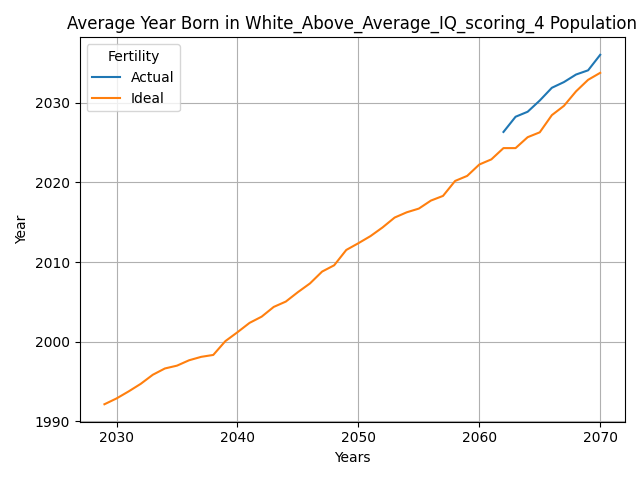 Average Year Born in White_Above_Average_IQ_scoring_4 Population
Fertility
Actual
Ideal
Year
2030
2020
2010
2000
1990
2030 2040 2050 2060 2070
Years